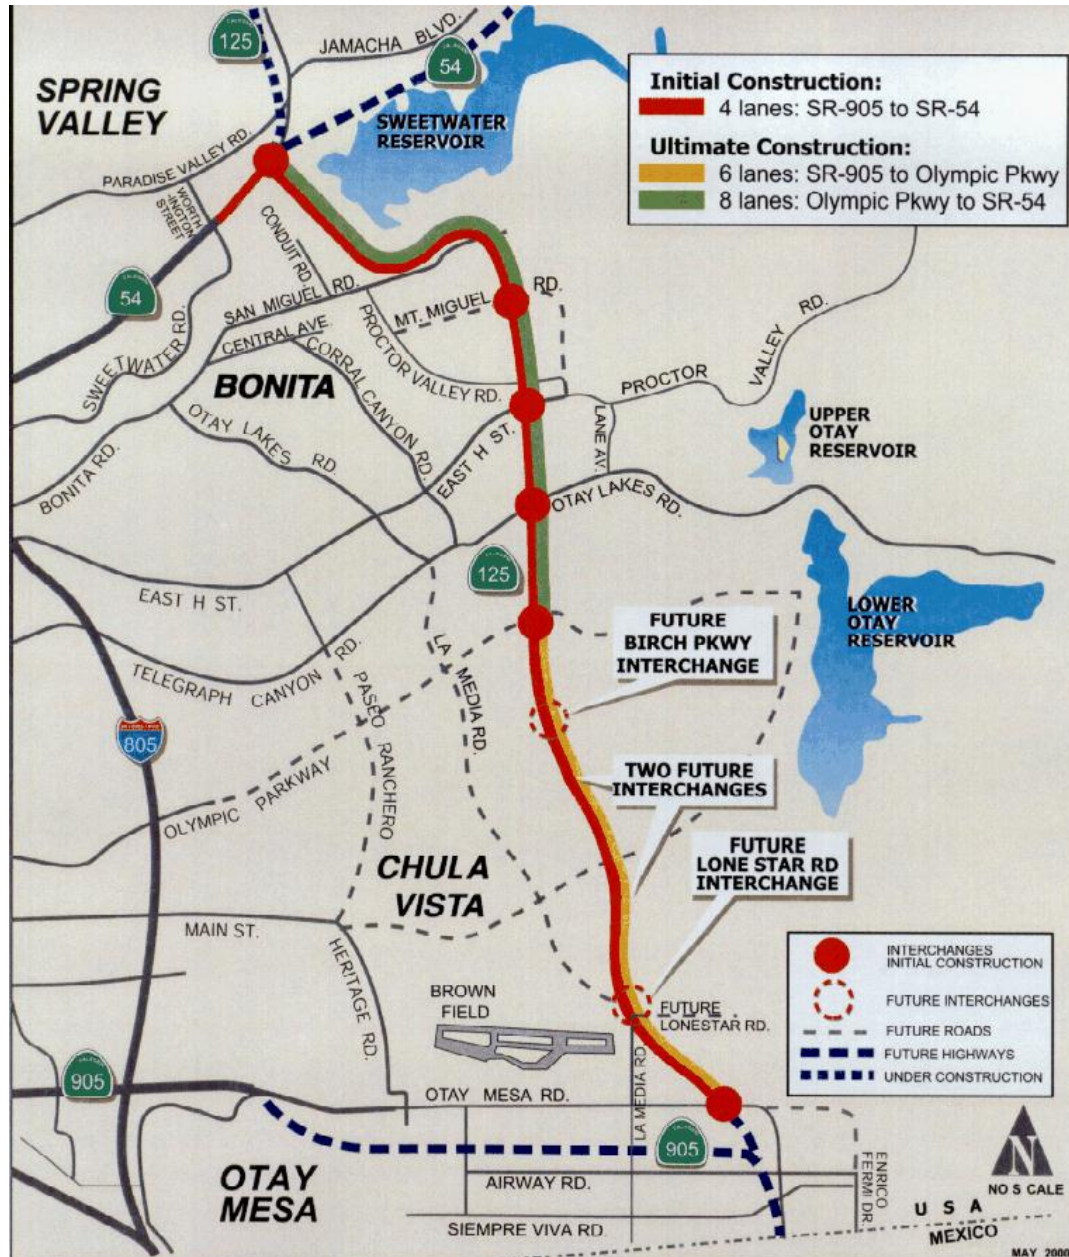 CALIFORNIA
125
JAMACHA BLVD.
CALIFORNIA
54
SPRING
VALLEY
SWEETWATER
RESERVOIR
Initial Construction:
4 lanes: SR-905 to SR-54
Ultimate Construction:
6 lanes: SR-905 to Olympic Pkwy
8 lanes: Olympic Pkwy to SR-54
PARADISE VALLEY RD.
WORTH
-INGTON
STREET
CONDUIT RD.
54
SAN MIGUEL RD.
MT. MIGUEL RD.
SWEETWATER RD.
CENTRAL AVE.
PROCTOR VALLEY RD.
CORRAL CANYON RD.
BONITA
PROCTOR VALLEY RD.
OTAY LAKES RD.
EAST H ST.
LANE AV.
UPPER
OTAY
RESERVOIR
BONITA RD.
OTAY LAKES RD.
125
EAST H ST.
LOWER
OTAY
RESERVOIR
FUTURE
BIRCH PKWY
INTERCHANGE
TELEGRAPH CANYON RD.
LA MEDIA RD.
PASEO RANCHERO
805
TWO FUTURE
INTERCHANGES
OLYMPIC PARKWAY
FUTURE
LONE STAR RD
INTERCHANGE
CHULA
VISTA
MAIN ST.
HERITAGE RD.
INTERCHANGES
INITIAL CONSTRUCTION
FUTURE INTERCHANGES
FUTURE ROADS
FUTURE HIGHWAYS
UNDER CONSTRUCTION
BROWN
FIELD
FUTURE
LONESTAR RD.
905
OTAY MESA RD.
LA MEDIA RD.
905
ENRICO
FERMI DR.
N
NO SCALE
OTAY
MESA
AIRWAY RD.
SIEMPRE VIVA RD.
USA
MEXICO
MAY 2000